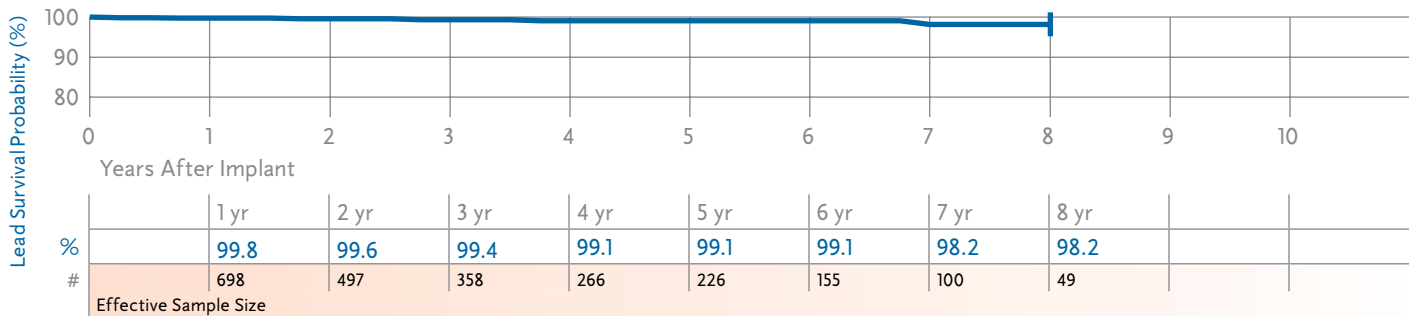 Lead Survival Probability (%)
100
90
80
0 1 2 3 4 5 6 7 8 9 10
Years After Implant
1 yr 2 yr 3 yr 4 yr 5 yr 6 yr 7 yr 8 yr
% 99.8 99.6 99.4 99.1 99.1 99.1 98.2 98.2
# 698 497 358 266 226 155 100 49
Effective Sample Size